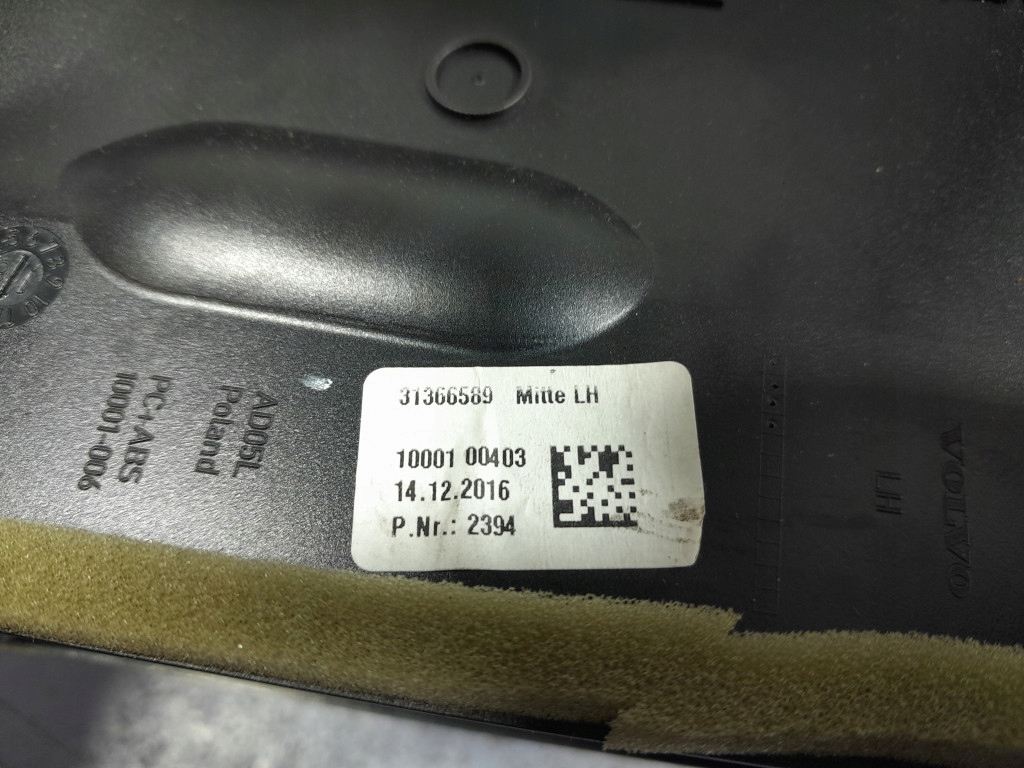 31366589 Mitte LH
10001 00403
14.12.2016
P.Nr.: 2394
AD05L
Poland
PC+ABS
10001-006
LH
VOLVO